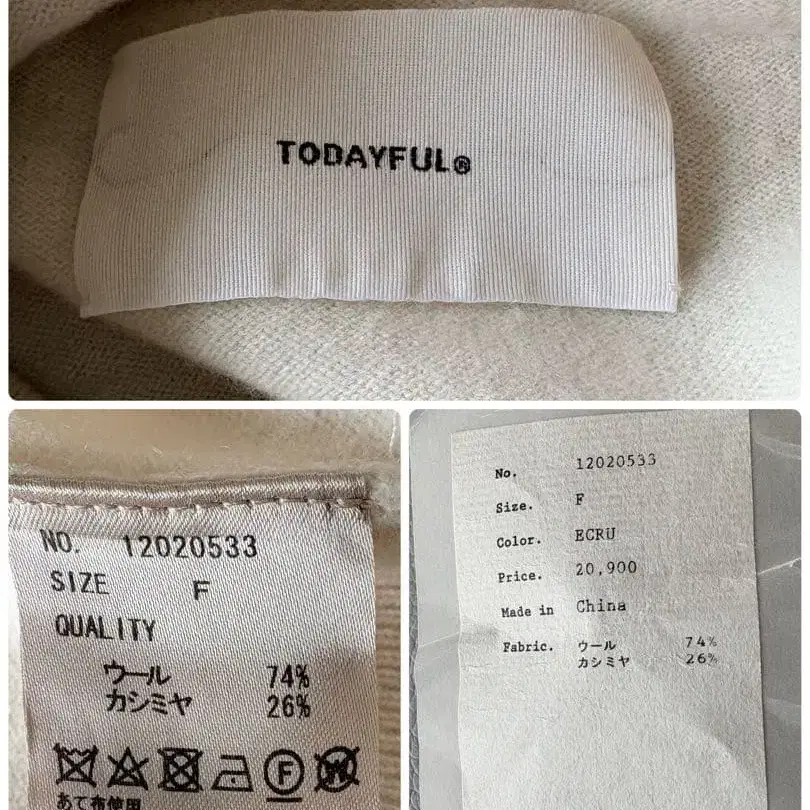 TODAYFUL®
NO. 12020533
SIZE F
QUALITY
ウール 74%
カシミヤ 26%
F W
あて布使用
No. 12020533
Size. F
Color. ECRU
Price. 20,900
Made in China
Fabric. ウール 74%
カシミヤ 26%